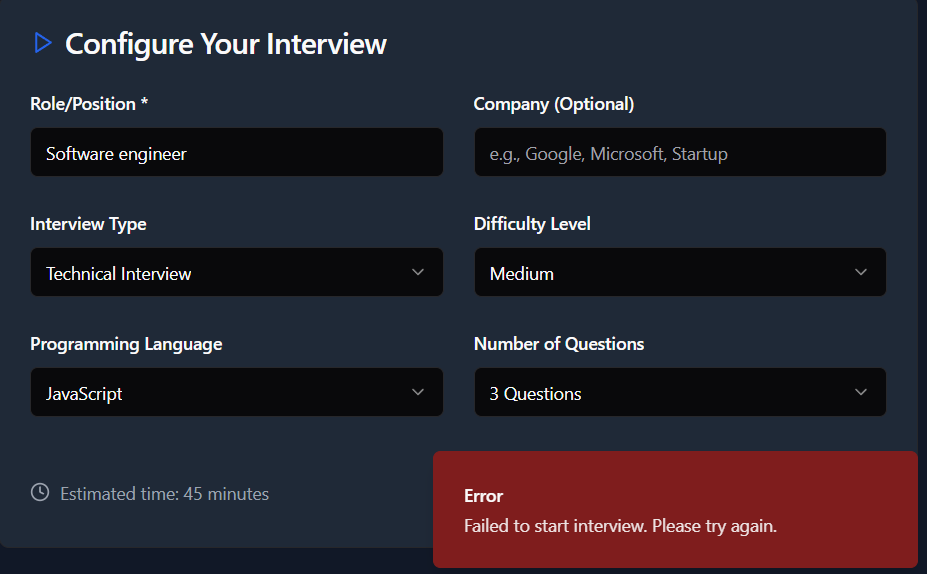 Configure Your Interview
Role/Position *
Company (Optional)
Software engineer
e.g., Google, Microsoft, Startup
Interview Type
Difficulty Level
Technical Interview
Medium
Programming Language
Number of Questions
JavaScript
3 Questions
Estimated time: 45 minutes
Error
Failed to start interview. Please try again.